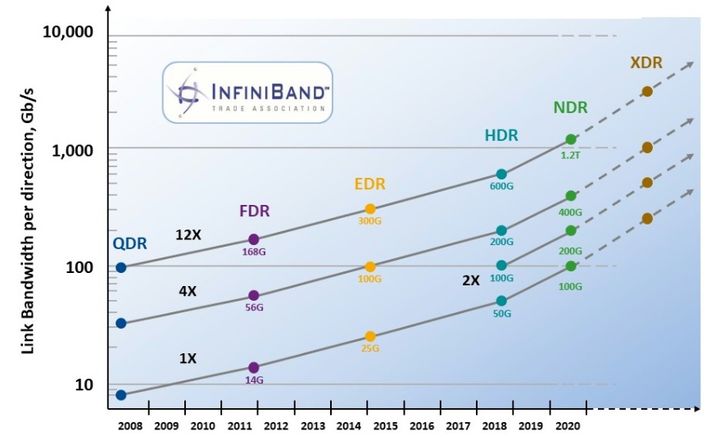 10,000
XDR
INFINIBAND™
TRADE ASSOCIATION
NDR
HDR
1.2T
1,000
EDR
600G
FDR
300G
400G
12X
QDR
168G
200G
200G
100
100G
2X
100G
100G
4X
56G
50G
25G
1X
14G
10
Link Bandwidth per direction, Gb/s
2008 2009 2010 2011 2012 2013 2014 2015 2016 2017 2018 2019 2020